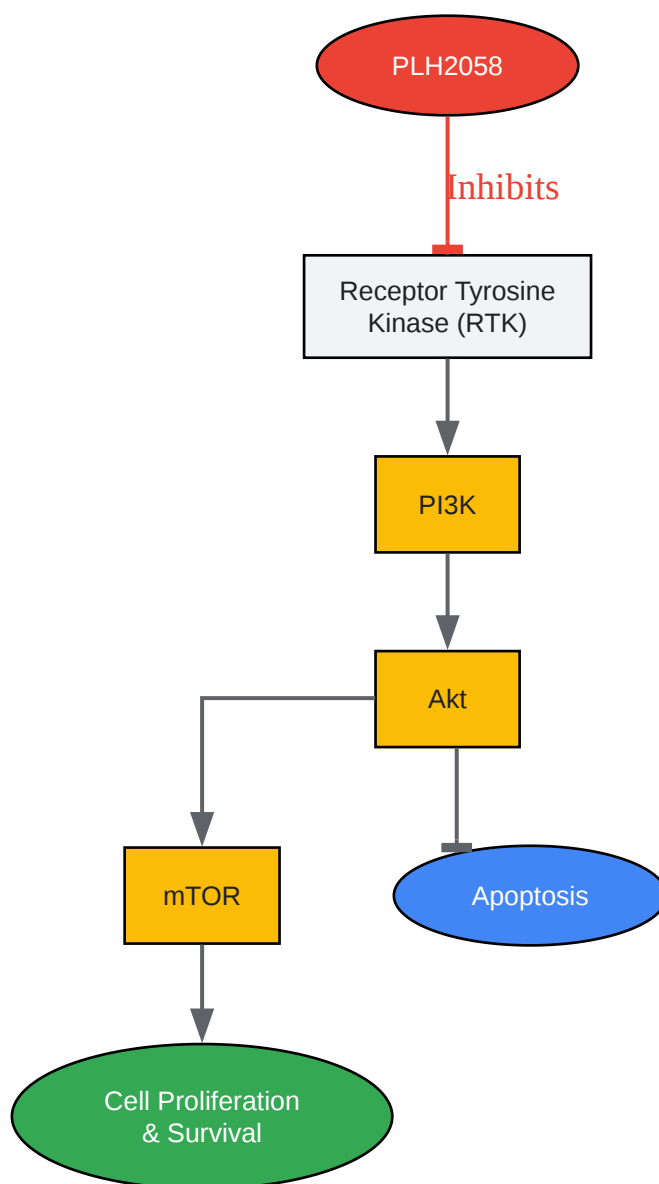 PLH2058
Inhibits
Receptor Tyrosine
Kinase (RTK)
PI3K
Akt
mTOR
Apoptosis
Cell Proliferation
& Survival